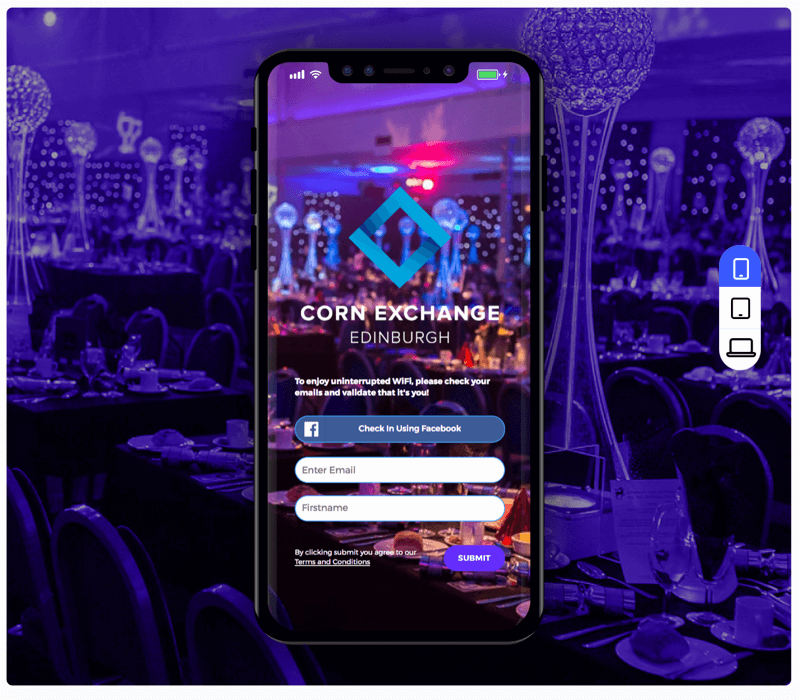 CORN EXCHANGE
EDINBURGH
To enjoy uninterrupted WiFi, please check your
emails and validate that it's you!
Check In Using Facebook
Enter Email
Firstname
By clicking submit you agree to our
Terms and Conditions
SUBMIT